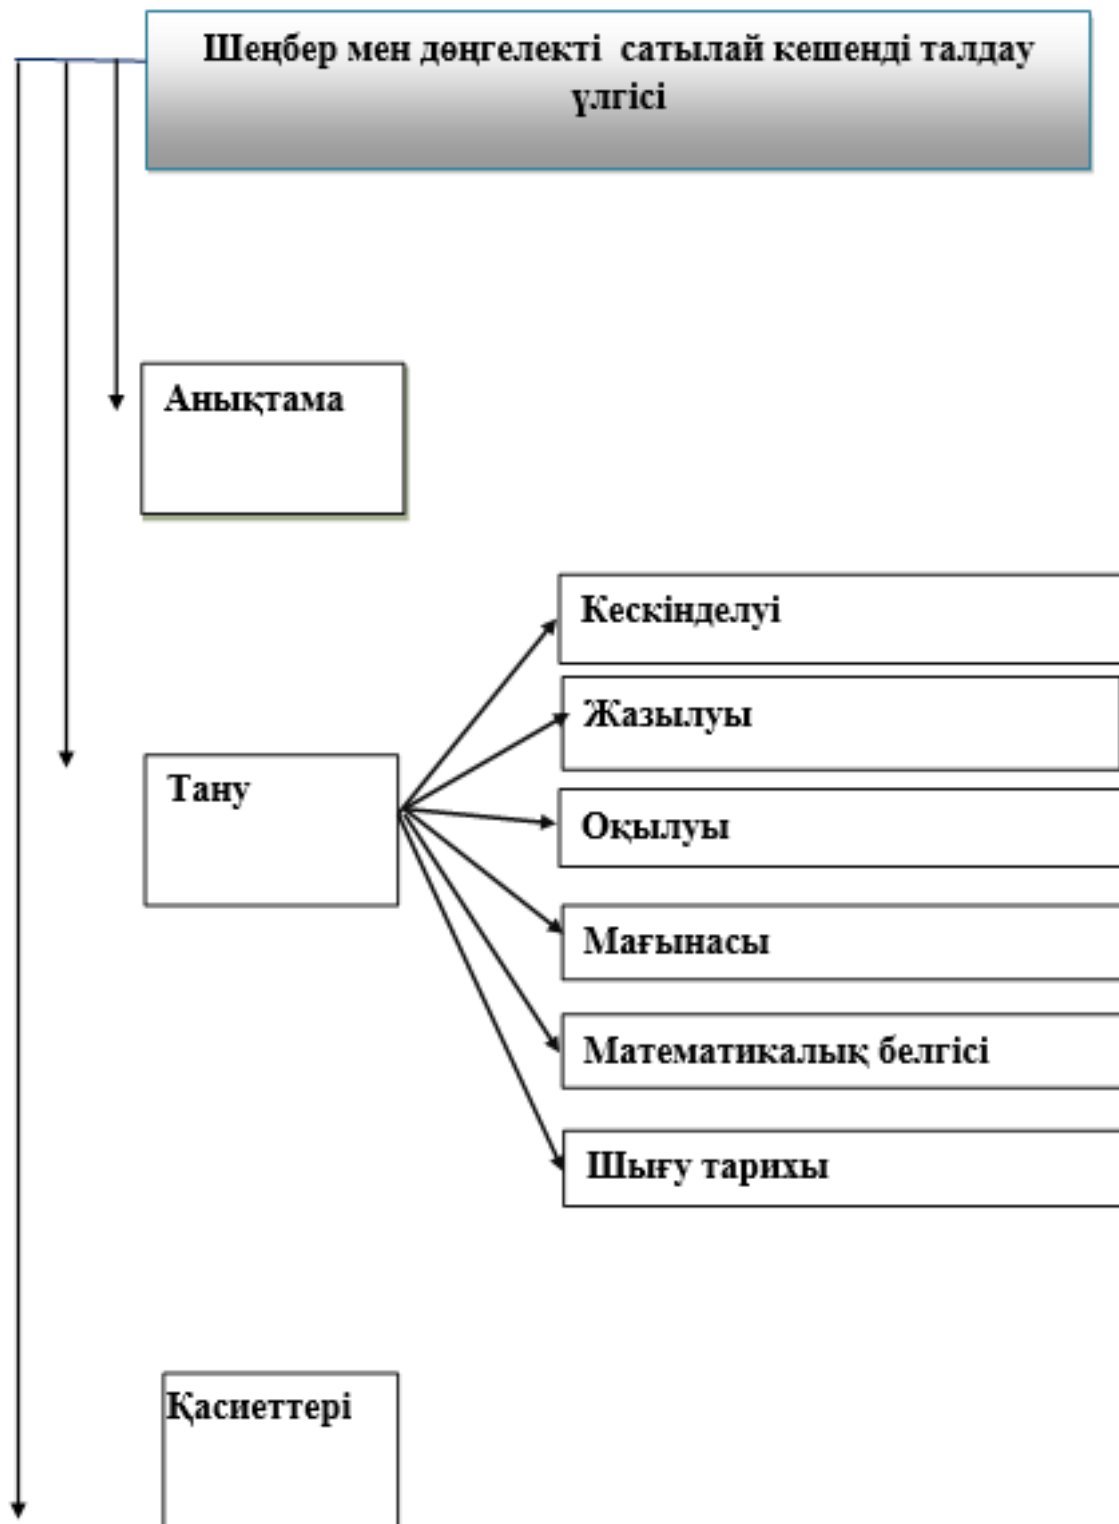 Шеңбер мен дөңгелекті сатылай кешенді талдау
үлгісі
Анықтама
Кескінделуі
Жазылуы
Тану
Оқылуы
Мағынасы
Математикалық белгісі
Шығу тарихы
Қасиеттері